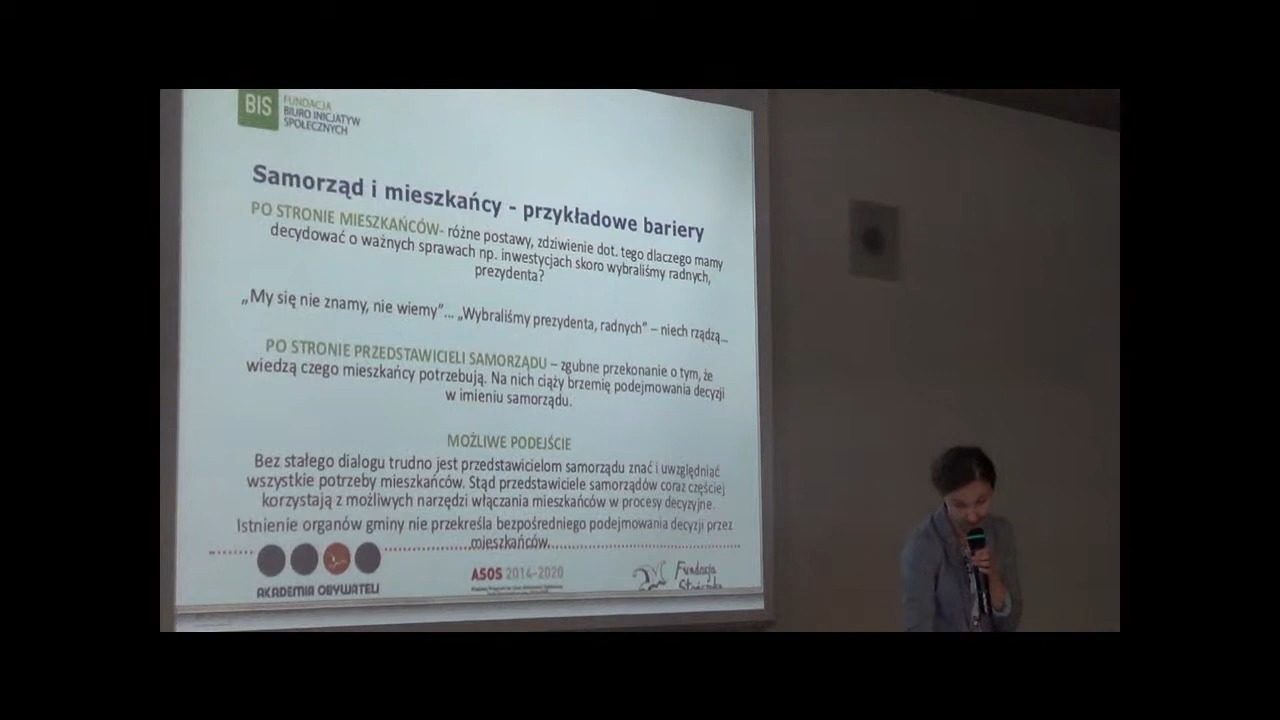 BIS
FUNDACJA
BIURO INICJATYW
SPOŁECZNYCH
Samorząd i mieszkańcy - przykładowe bariery
PO STRONIE MIESZKAŃCÓW- różne postawy, zdziwienie dot. tego dlaczego mamy
decydować o ważnych sprawach np. inwestycjach skoro wybraliśmy radnych,
prezydenta?
„My się nie znamy, nie wiemy”... „Wybraliśmy prezydenta, radnych” – niech rządzą...
PO STRONIE PRZEDSTAWICIELI SAMORZĄDU – zgubne przekonanie o tym, że
wiedzą czego mieszkańcy potrzebują. Na nich ciąży brzemię podejmowania decyzji
w imieniu samorządu.
MOŻLIWE PODEJŚCIE
Bez stałego dialogu trudno jest przedstawicielom samorządu znać i uwzględniać
wszystkie potrzeby mieszkańców. Stąd przedstawiciele samorządów coraz częściej
korzystają z możliwych narzędzi włączania mieszkańców w procesy decyzyjne.
Istnienie organów gminy nie przekreśla bezpośredniego podejmowania decyzji przez
mieszkańców.
AKADEMIA OBYWATELI
ASOS 2014-2020
Fundacja